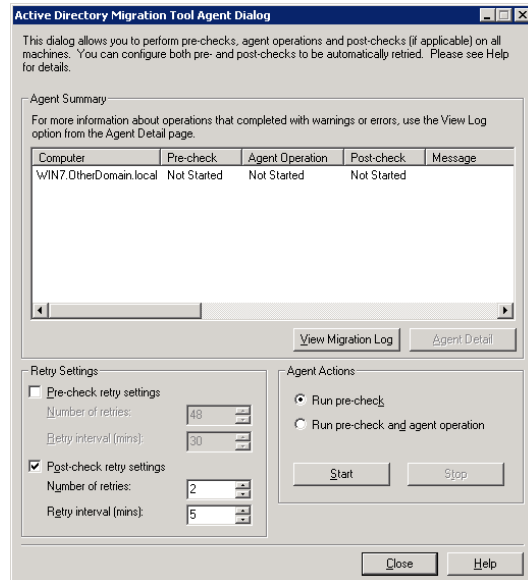 Active Directory Migration Tool Agent Dialog
This dialog allows you to perform pre-checks, agent operations and post-checks (if applicable) on all
machines. You can configure both pre- and post-checks to be automatically retried. Please see Help
for details.
Agent Summary
For more information about operations that completed with warnings or errors, use the View Log
option from the Agent Detail page.
Computer Pre-check Agent Operation Post-check Message
WIN7.OtherDomain.local Not Started Not Started Not Started
View Migration Log Agent Detail
Retry Settings
Pre-check retry settings
Number of retries: 48
Retry interval (mins): 30
Post-check retry settings
Number of retries: 2
Retry interval (mins): 5
Agent Actions
Run pre-check
Run pre-check and agent operation
Start Stop
Close Help